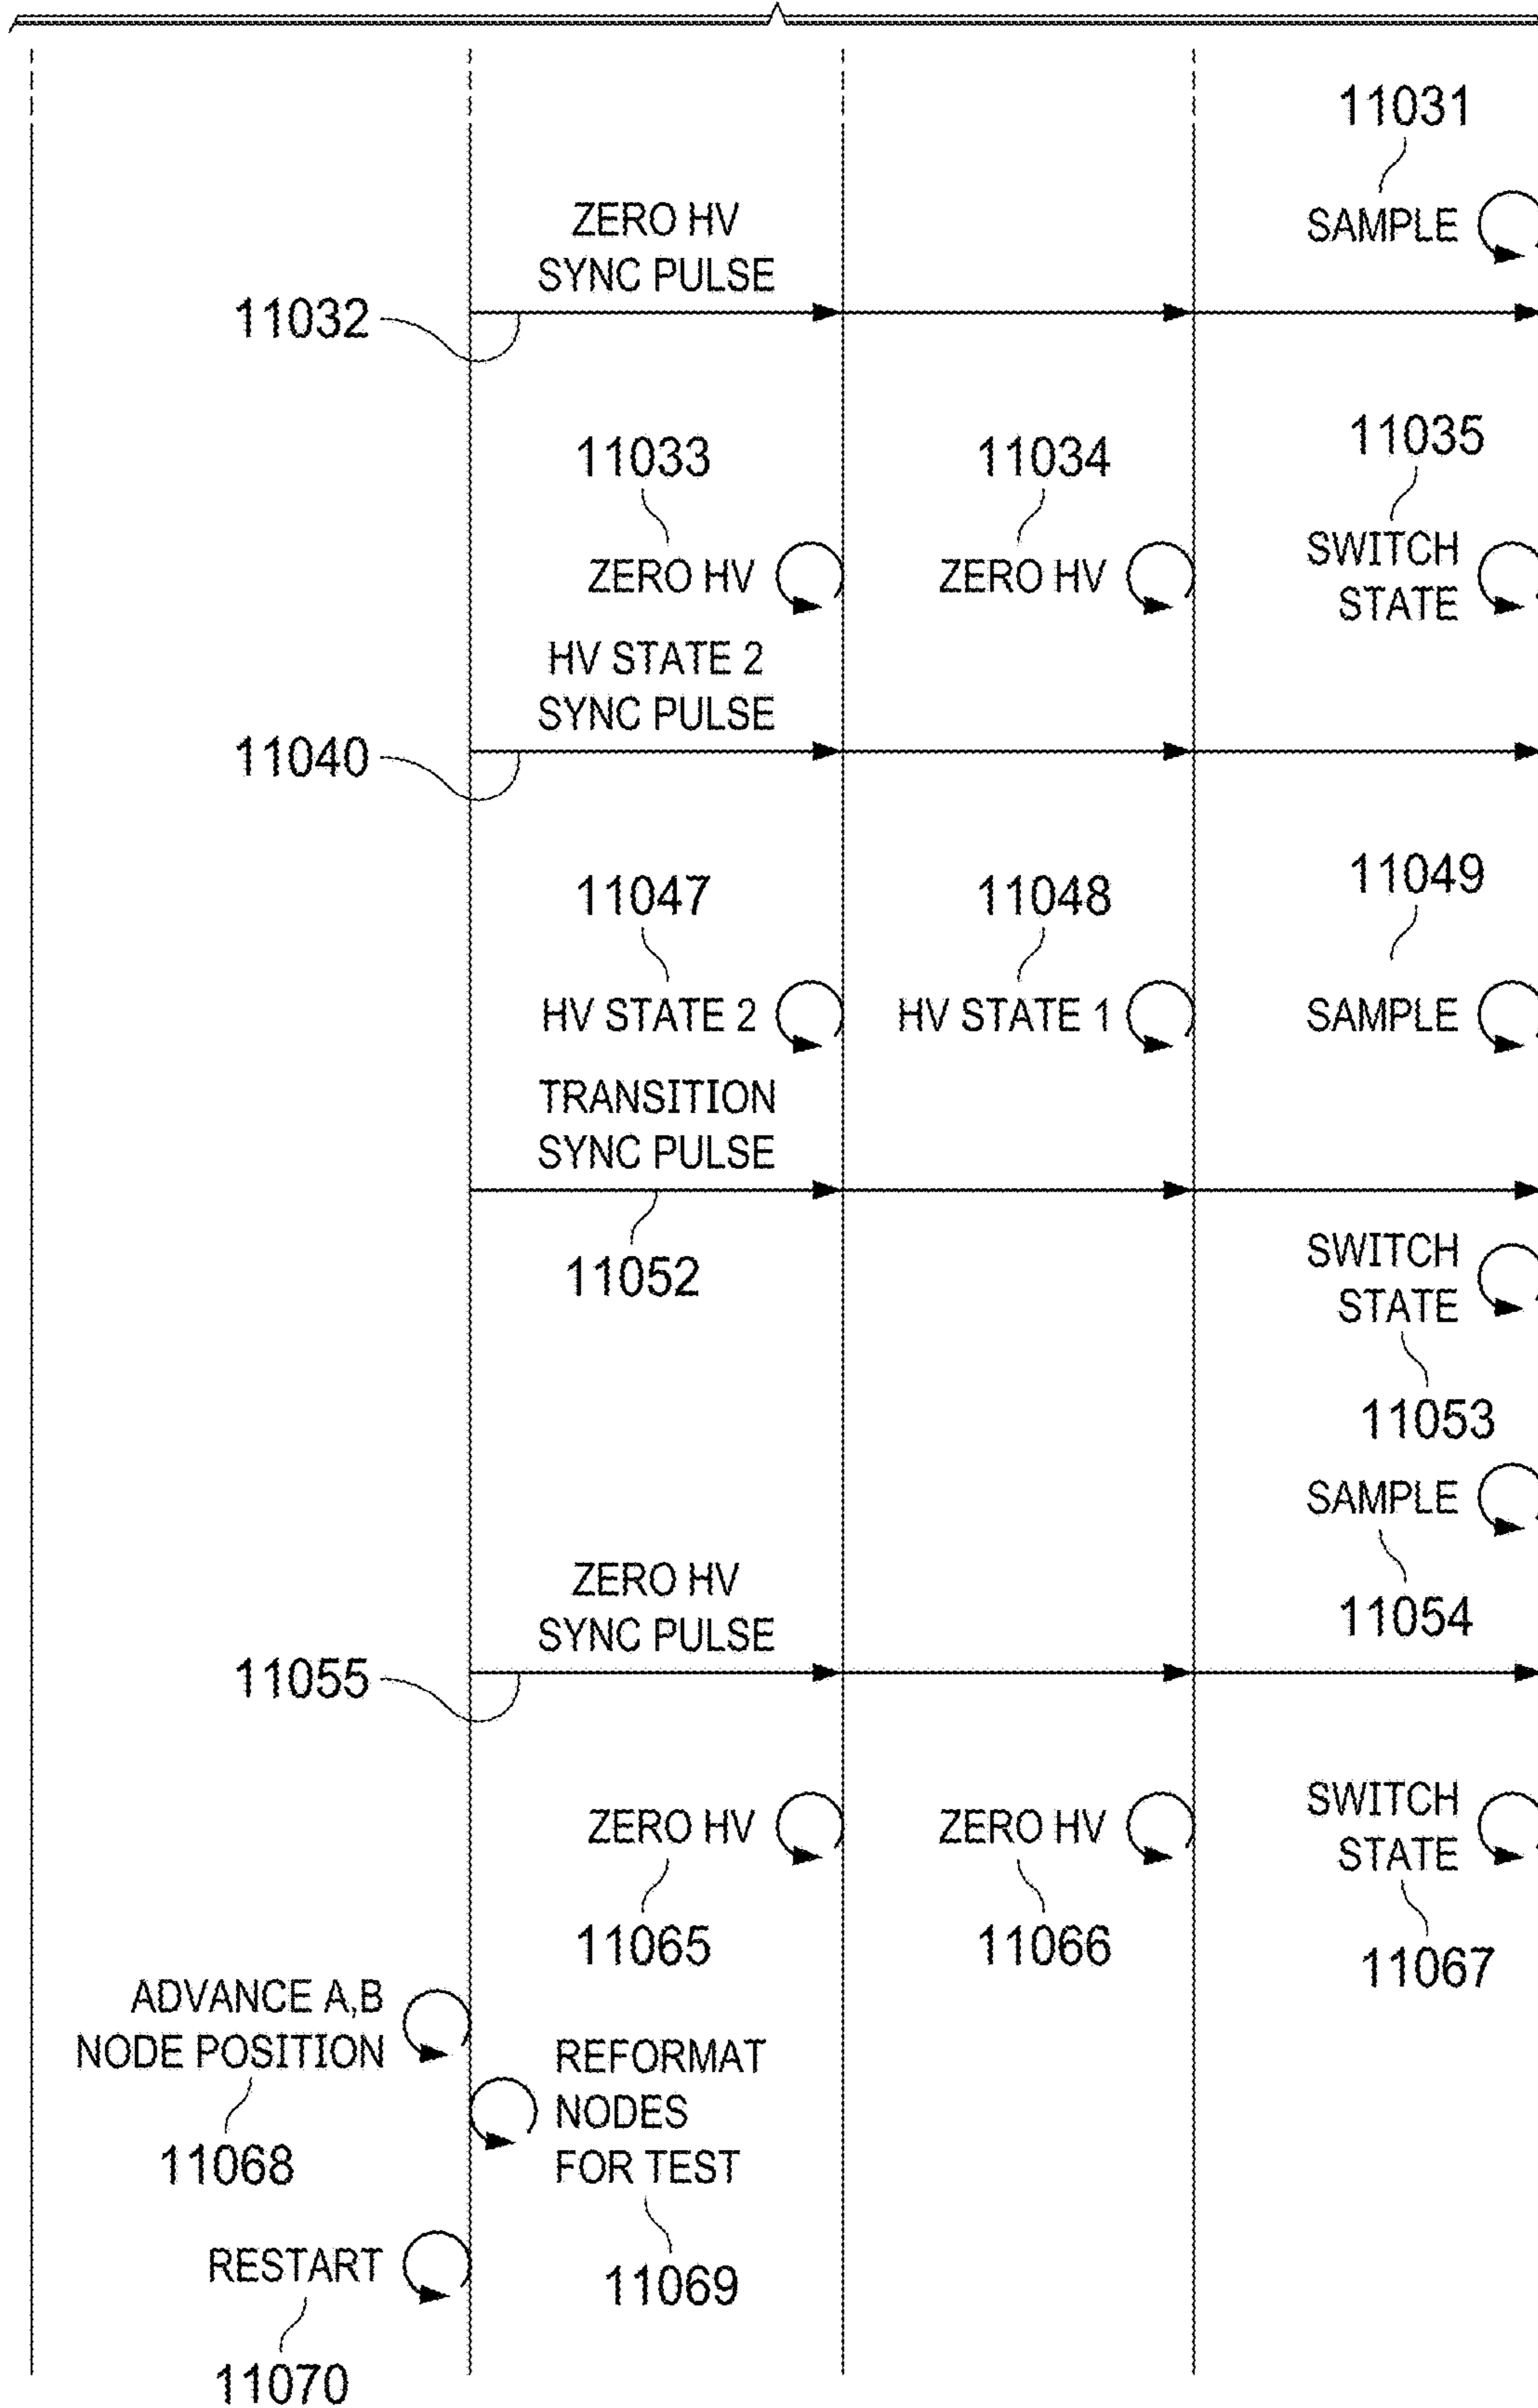 11031
SAMPLE
ZERO HV
SYNC PULSE
11032
11033
11034
11035
ZERO HV
ZERO HV
SWITCH
STATE
HV STATE 2
SYNC PULSE
11040
11047
11048
11049
HV STATE 2
HV STATE 1
SAMPLE
TRANSITION
SYNC PULSE
11052
SWITCH
STATE
11053
SAMPLE
11054
ZERO HV
SYNC PULSE
11055
ZERO HV
ZERO HV
SWITCH
STATE
11065
11066
11067
ADVANCE A,B
NODE POSITION
11068
REFORMAT
NODES
FOR TEST
11069
RESTART
11070